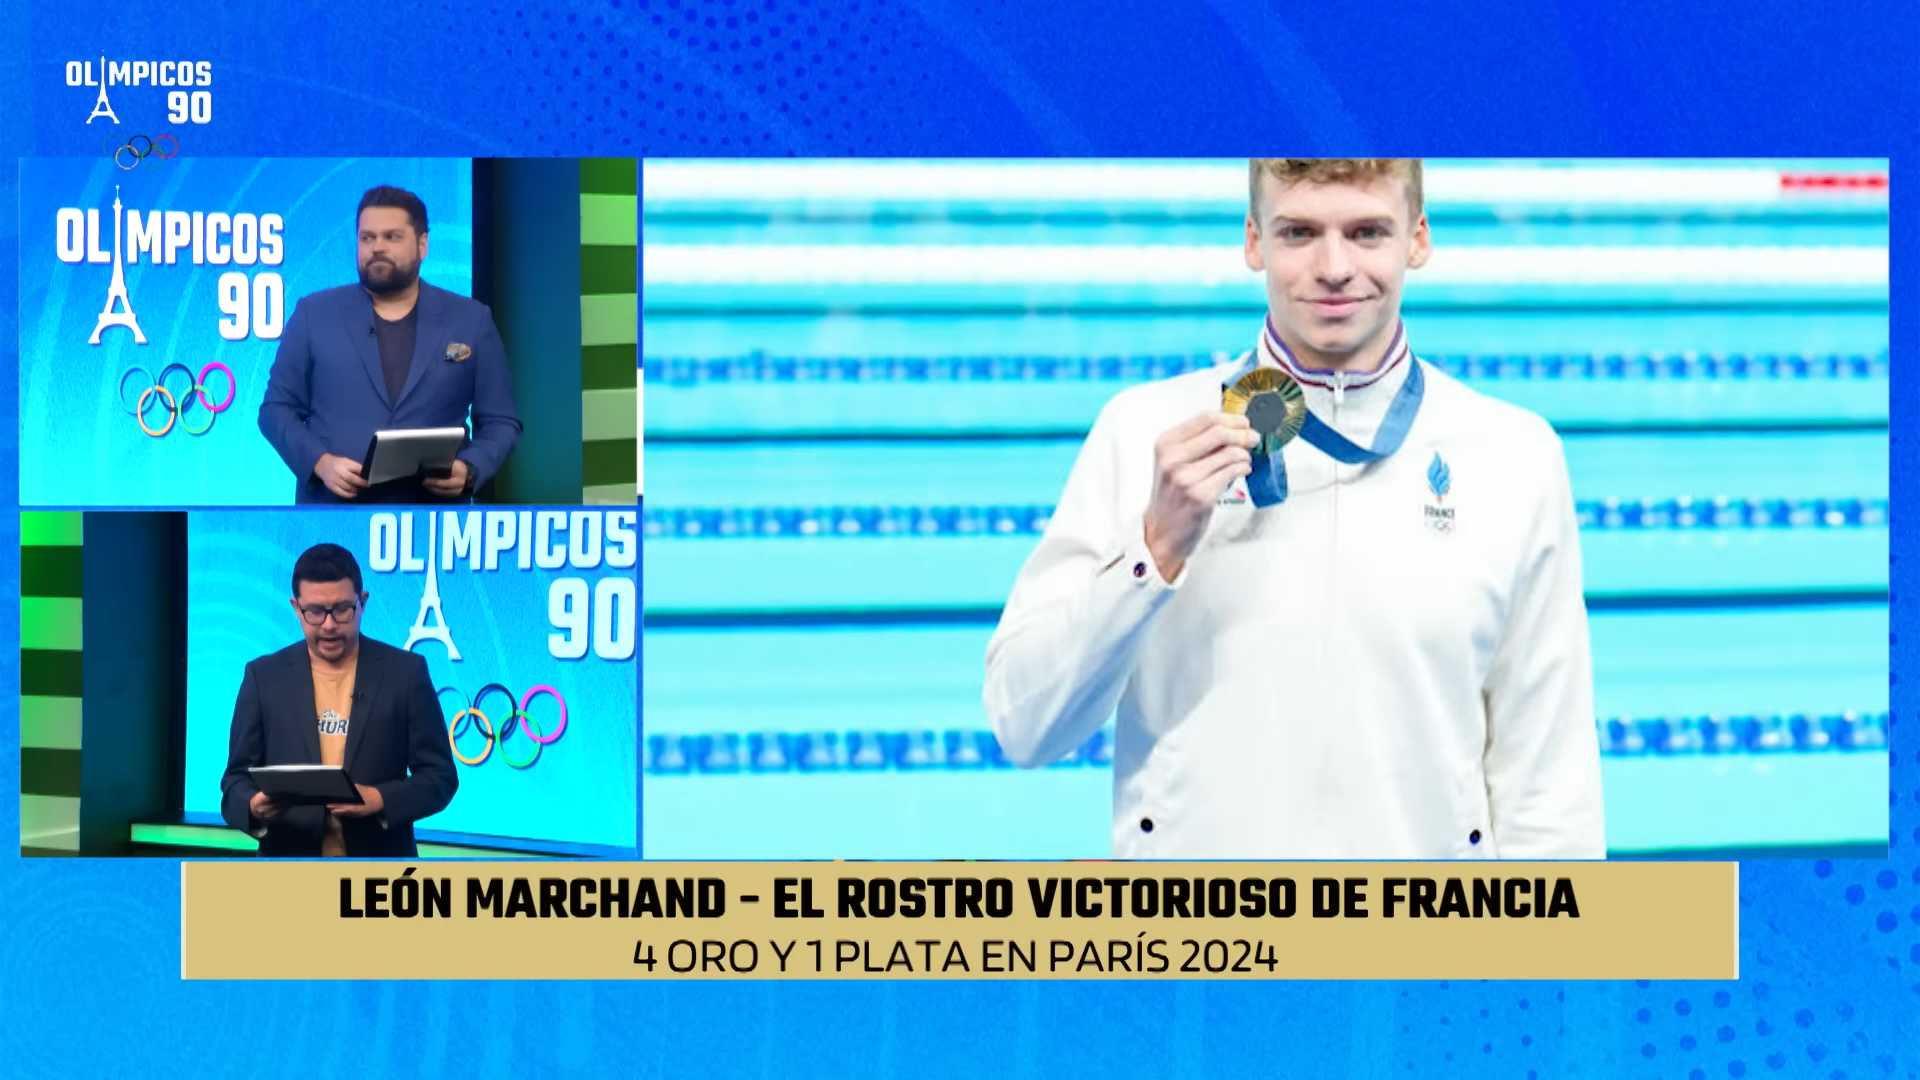 OLIMPICOS
90
OLIMPICOS
90
OLIMPICOS
90
FRANCE
LEÓN MARCHAND - EL ROSTRO VICTORIOSO DE FRANCIA
4 ORO Y 1 PLATA EN PARÍS 2024